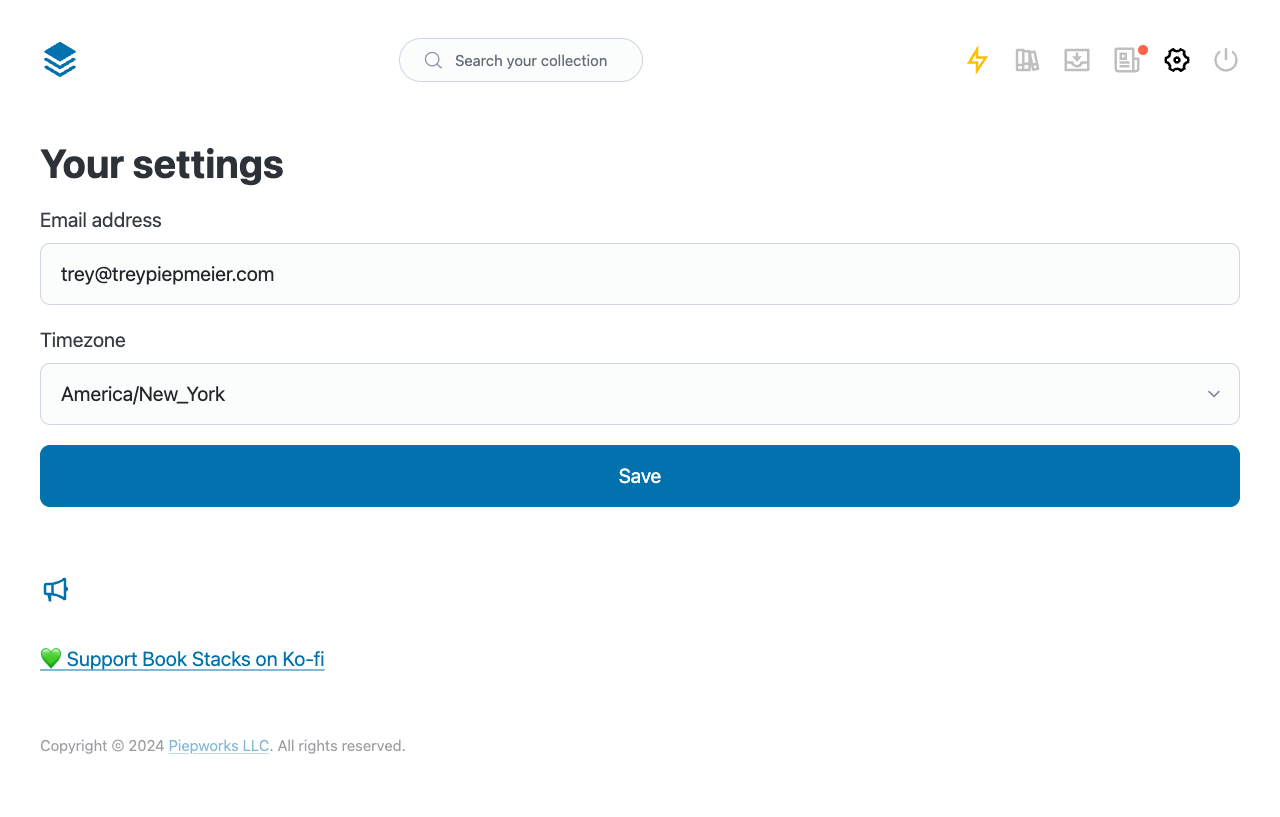 Search your collection
Your settings
Email address
trey@treypiepmeier.com
Timezone
America/New_York
Save
💚 Support Book Stacks on Ko-fi
Copyright © 2024 Piepworks LLC. All rights reserved.